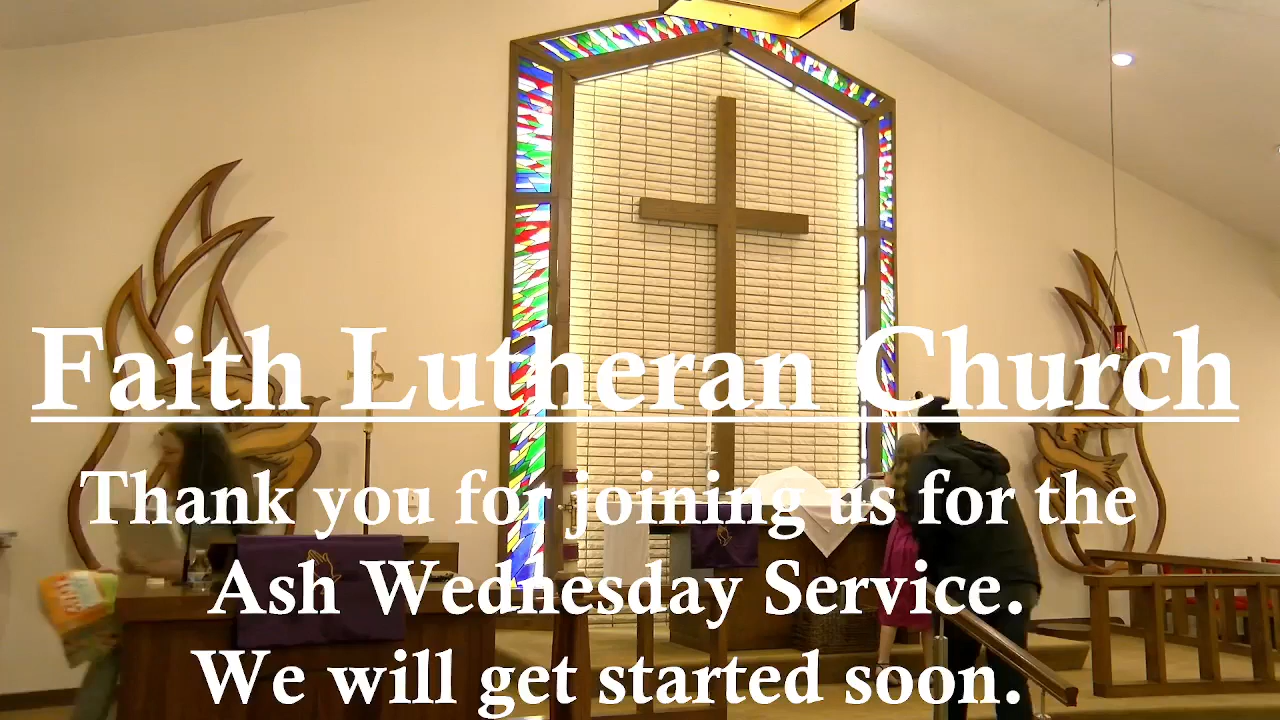 Faith Lutheran Church
Thank you for joining us for the
Ash Wednesday Service.
We will get started soon.